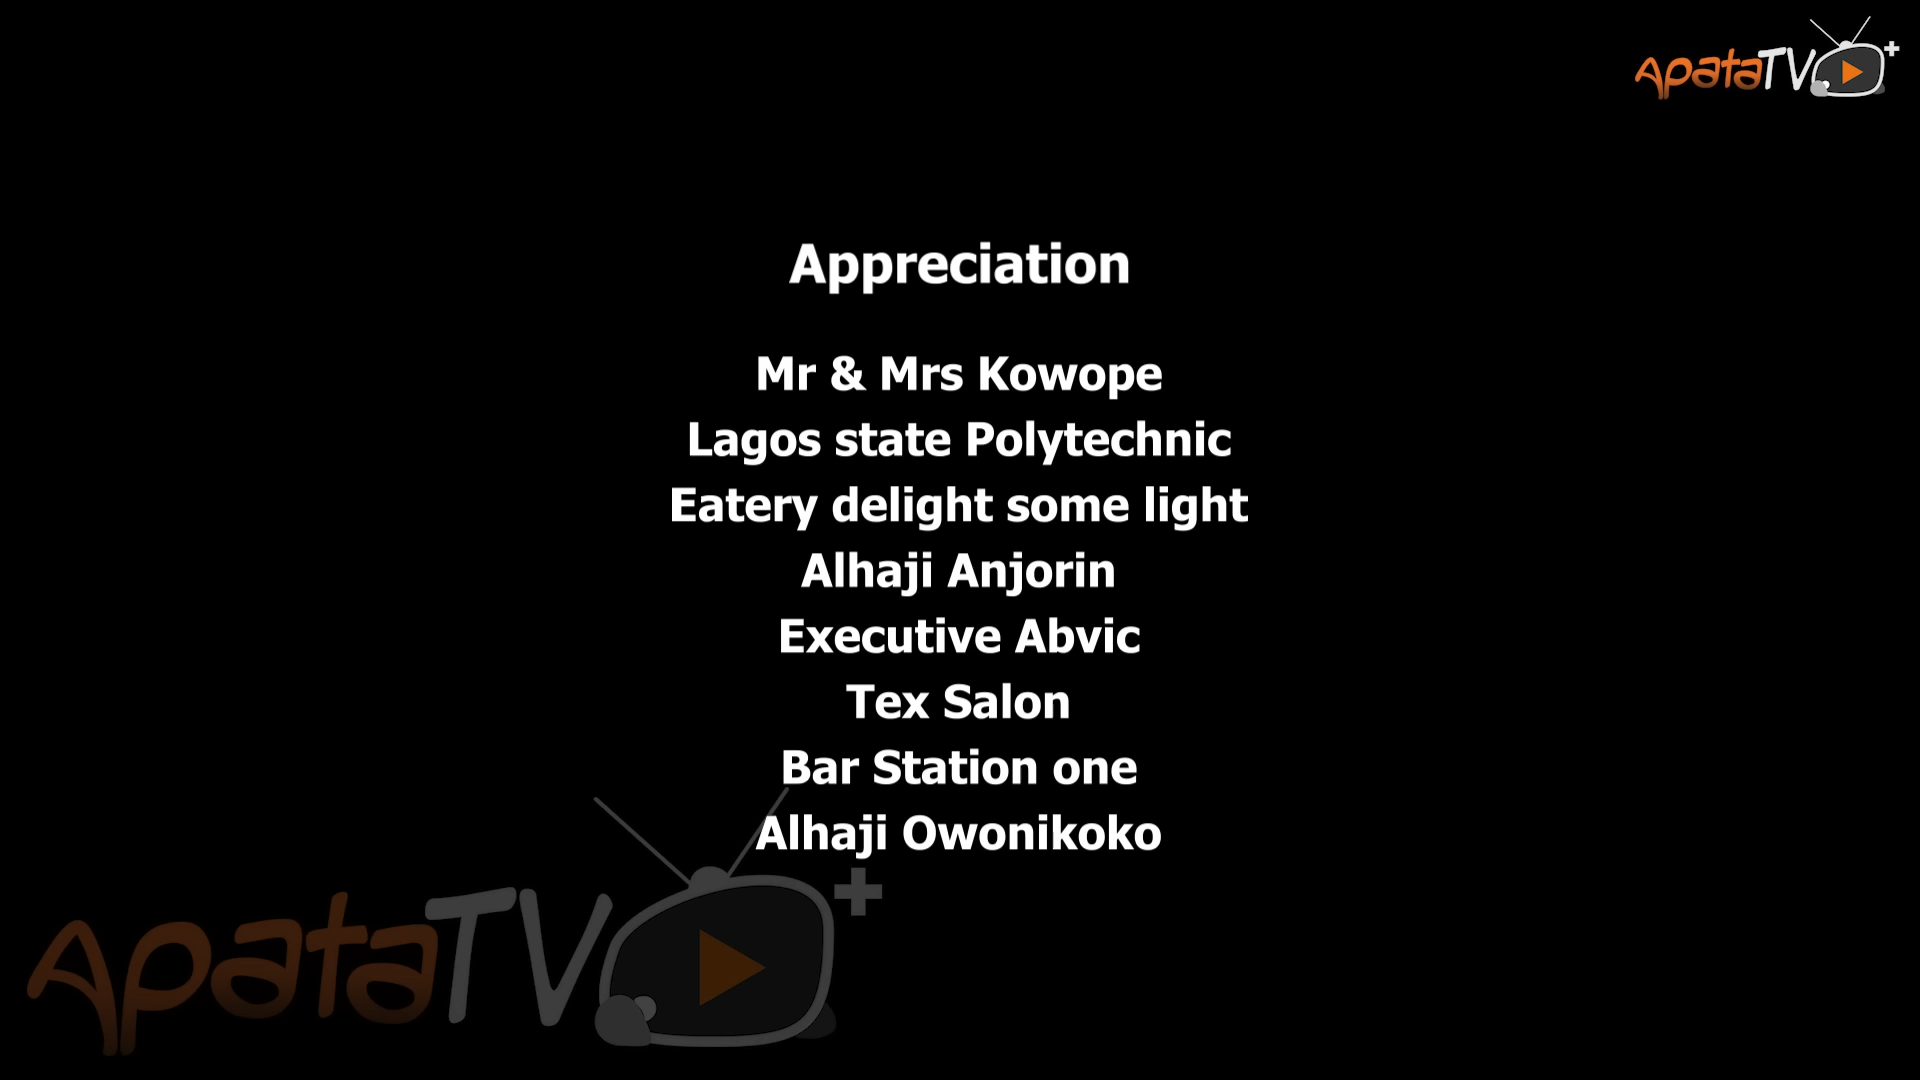 ApataTV+
Appreciation
Mr & Mrs Kowope
Lagos state Polytechnic
Eatery delight some light
Alhaji Anjorin
Executive Abvic
Tex Salon
Bar Station one
Alhaji Owonikoko
ApataTV+